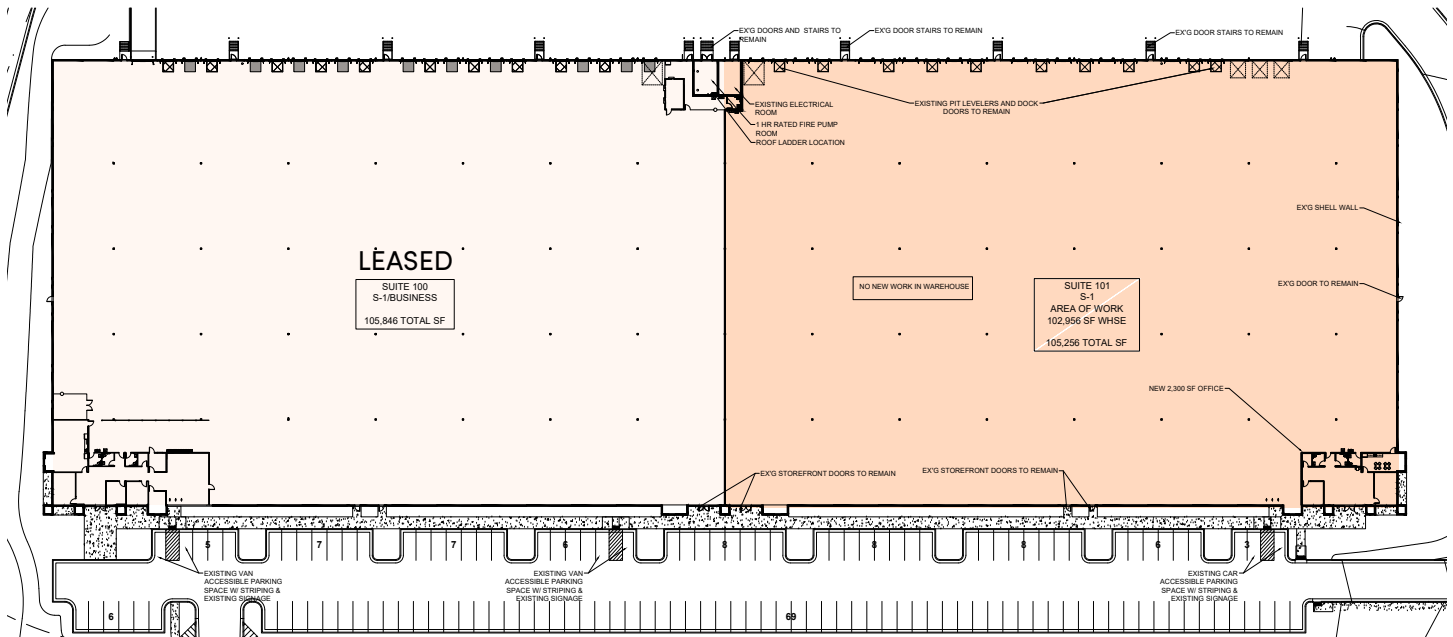 EX'G DOORS AND STAIRS TO
REMAIN
EX'G DOOR STAIRS TO REMAIN
EX'G DOOR STAIRS TO REMAIN
EXISTING ELECTRICAL
ROOM
1 HR RATED FIRE PUMP
ROOM
ROOF LADDER LOCATION
EXISTING PIT LEVELERS AND DOCK
DOORS TO REMAIN
EX'G SHELL WALL
LEASED
SUITE 100
S-1/BUSINESS
105,846 TOTAL SF
NO NEW WORK IN WAREHOUSE
SUITE 101
S-1
AREA OF WORK
102,956 SF WHSE
105,256 TOTAL SF
EX'G DOOR TO REMAIN
NEW 2,300 SF OFFICE
EX'G STOREFRONT DOORS TO REMAIN
EX'G STOREFRONT DOORS TO REMAIN
5
7
7
6
8
8
8
6
3
EXISTING VAN
ACCESSIBLE PARKING
SPACE W/ STRIPING &
EXISTING SIGNAGE
EXISTING VAN
ACCESSIBLE PARKING
SPACE W/ STRIPING &
EXISTING SIGNAGE
EXISTING CAR
ACCESSIBLE PARKING
SPACE W/ STRIPING &
EXISTING SIGNAGE
6
69